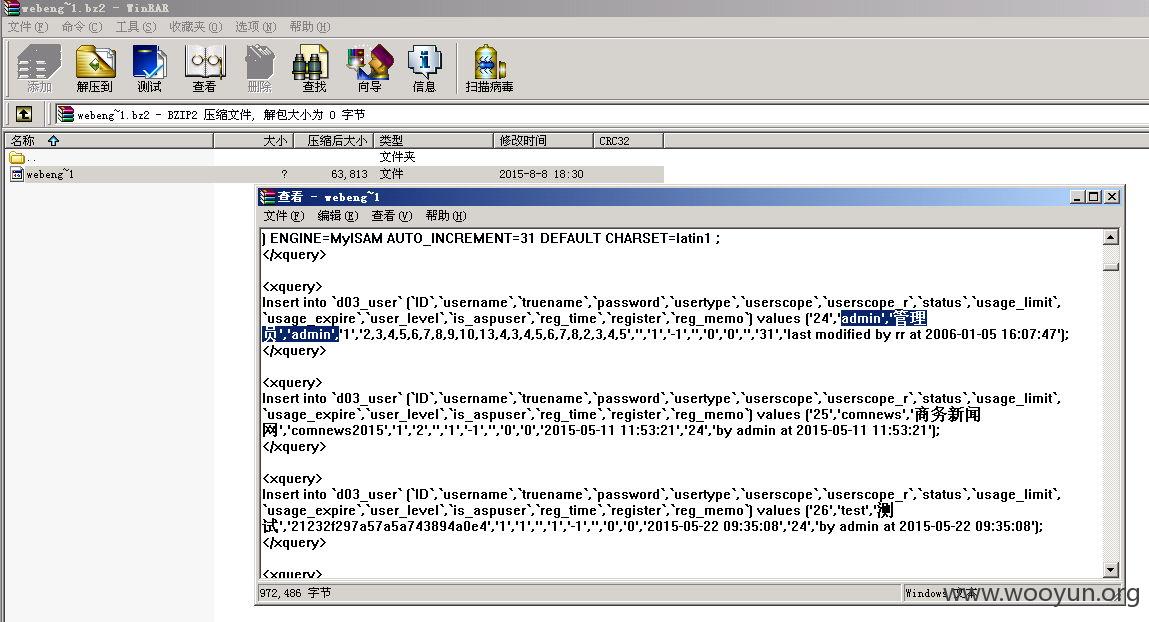 webeng~1.bz2 - WinRAR
文件(F) 命令(C) 工具(S) 收藏夹(O) 选项(N) 帮助(H)
添加 解压到 测试 查看 删除 查找 向导 信息 扫描病毒
webeng~1.bz2 - BZIP2 压缩文件, 解包大小为 0 字节
名称 大小 压缩后大小 类型 修改时间 CRC32
.. 文件夹
webeng~1 ? 63,813 文件 2015-8-8 18:30
查看 - webeng~1
文件(F) 编辑(E) 查看(V) 帮助(H)
) ENGINE=MyISAM AUTO_INCREMENT=31 DEFAULT CHARSET=latin1 ;
</xquery>
<xquery>
Insert into `d03_user` (`ID`,`username`,`truename`,`password`,`usertype`,`userscope`,`userscope_r`,`status`,`usage_limit`,
`usage_expire`,`user_level`,`is_aspuser`,`reg_time`,`register`,`reg_memo`) values ('24','admin','管理
员','admin','1','2,3,4,5,6,7,8,9,10,13,4,3,4,5,6,7,8,2,3,4,5','','1','-1','','0','0','','31','last modified by rr at 2006-01-05 16:07:47');
</xquery>
<xquery>
Insert into `d03_user` (`ID`,`username`,`truename`,`password`,`usertype`,`userscope`,`userscope_r`,`status`,`usage_limit`,
`usage_expire`,`user_level`,`is_aspuser`,`reg_time`,`register`,`reg_memo`) values ('25','comnews','商务新闻
网','comnews2015','1','2','','1','-1','','0','0','2015-05-11 11:53:21','24','by admin at 2015-05-11 11:53:21');
</xquery>
<xquery>
Insert into `d03_user` (`ID`,`username`,`truename`,`password`,`usertype`,`userscope`,`userscope_r`,`status`,`usage_limit`,
`usage_expire`,`user_level`,`is_aspuser`,`reg_time`,`register`,`reg_memo`) values ('26','test','测
试','21232f297a57a5a743894a0e4','1','1','','1','-1','','0','0','2015-05-22 09:35:08','24','by admin at 2015-05-22 09:35:08');
</xquery>
<xquery>
972,486 字节 Windows 文本
www.wooyun.org